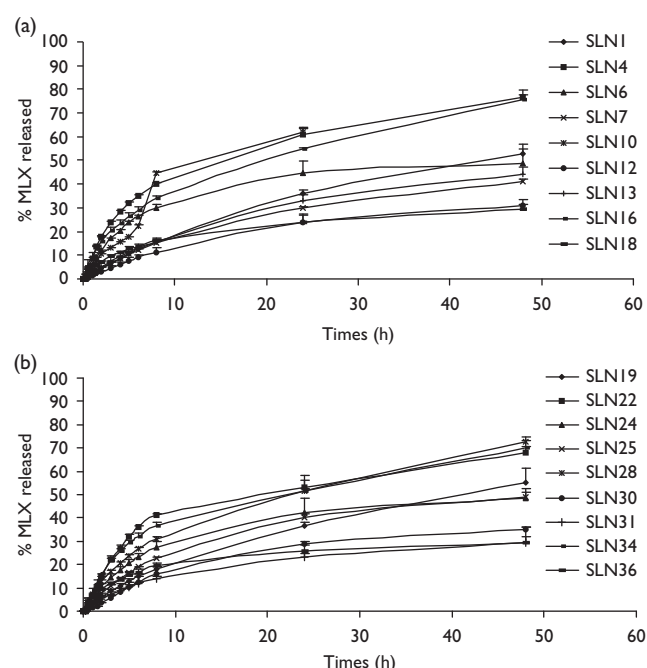 (a)
100
90
80
70
60
50
40
30
20
10
0
% MLX released
0 10 20 30 40 50 60
Times (h)
SLN1
SLN4
SLN6
SLN7
SLN10
SLN12
SLN13
SLN16
SLN18
(b)
100
90
80
70
60
50
40
30
20
10
0
% MLX released
0 10 20 30 40 50 60
Times (h)
SLN19
SLN22
SLN24
SLN25
SLN28
SLN30
SLN31
SLN34
SLN36